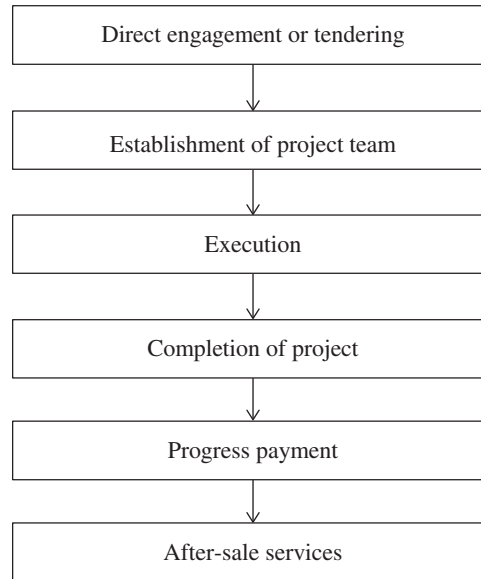 Direct engagement or tendering
Establishment of project team
Execution
Completion of project
Progress payment
After-sale services